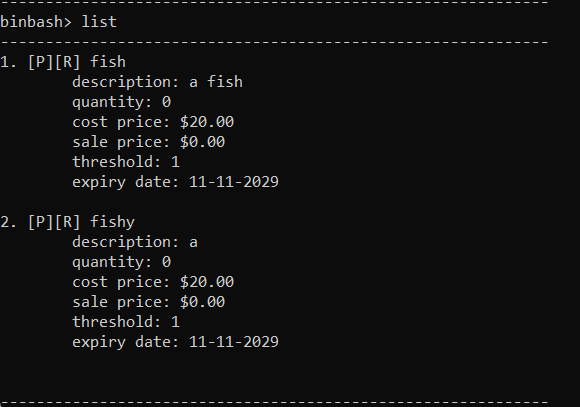 ------------------------------------------------------------
binbash> list
------------------------------------------------------------
1. [P][R] fish
        description: a fish
        quantity: 0
        cost price: $20.00
        sale price: $0.00
        threshold: 1
        expiry date: 11-11-2029
2. [P][R] fishy
        description: a
        quantity: 0
        cost price: $20.00
        sale price: $0.00
        threshold: 1
        expiry date: 11-11-2029
-------------------------------------------------------------